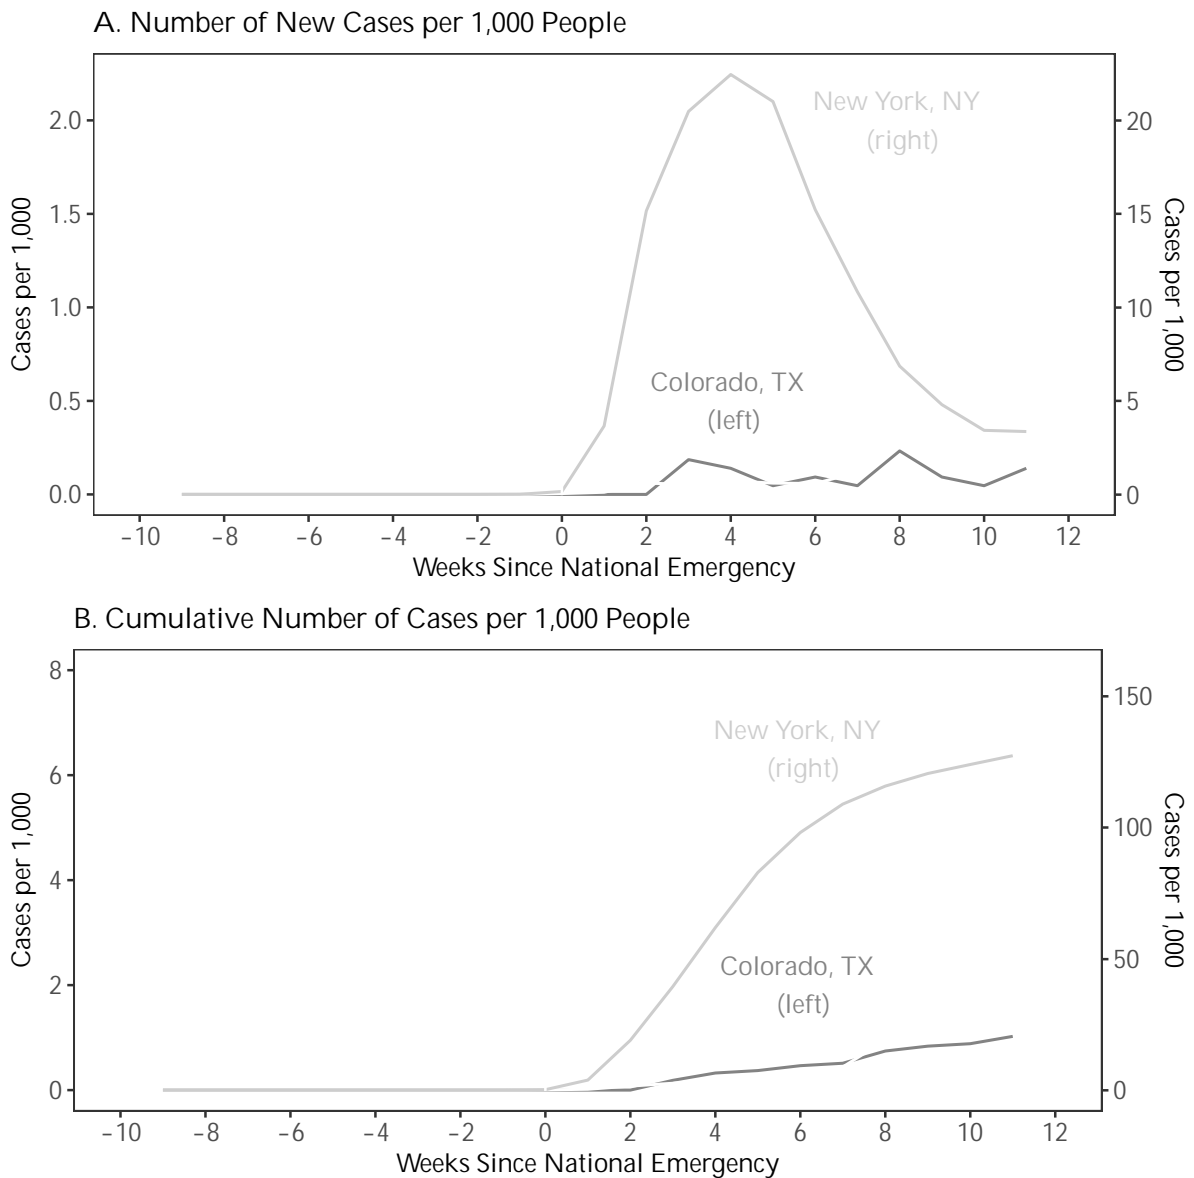 A. Number of New Cases per 1,000 People
New York, NY
(right)
Colorado, TX
(left)
2.0
1.5
1.0
0.5
0.0
20
15
10
5
0
Cases per 1,000
Cases per 1,000
−10 −8 −6 −4 −2 0 2 4 6 8 10 12
Weeks Since National Emergency
B. Cumulative Number of Cases per 1,000 People
New York, NY
(right)
Colorado, TX
(left)
8
6
4
2
0
150
100
50
0
Cases per 1,000
Cases per 1,000
−10 −8 −6 −4 −2 0 2 4 6 8 10 12
Weeks Since National Emergency